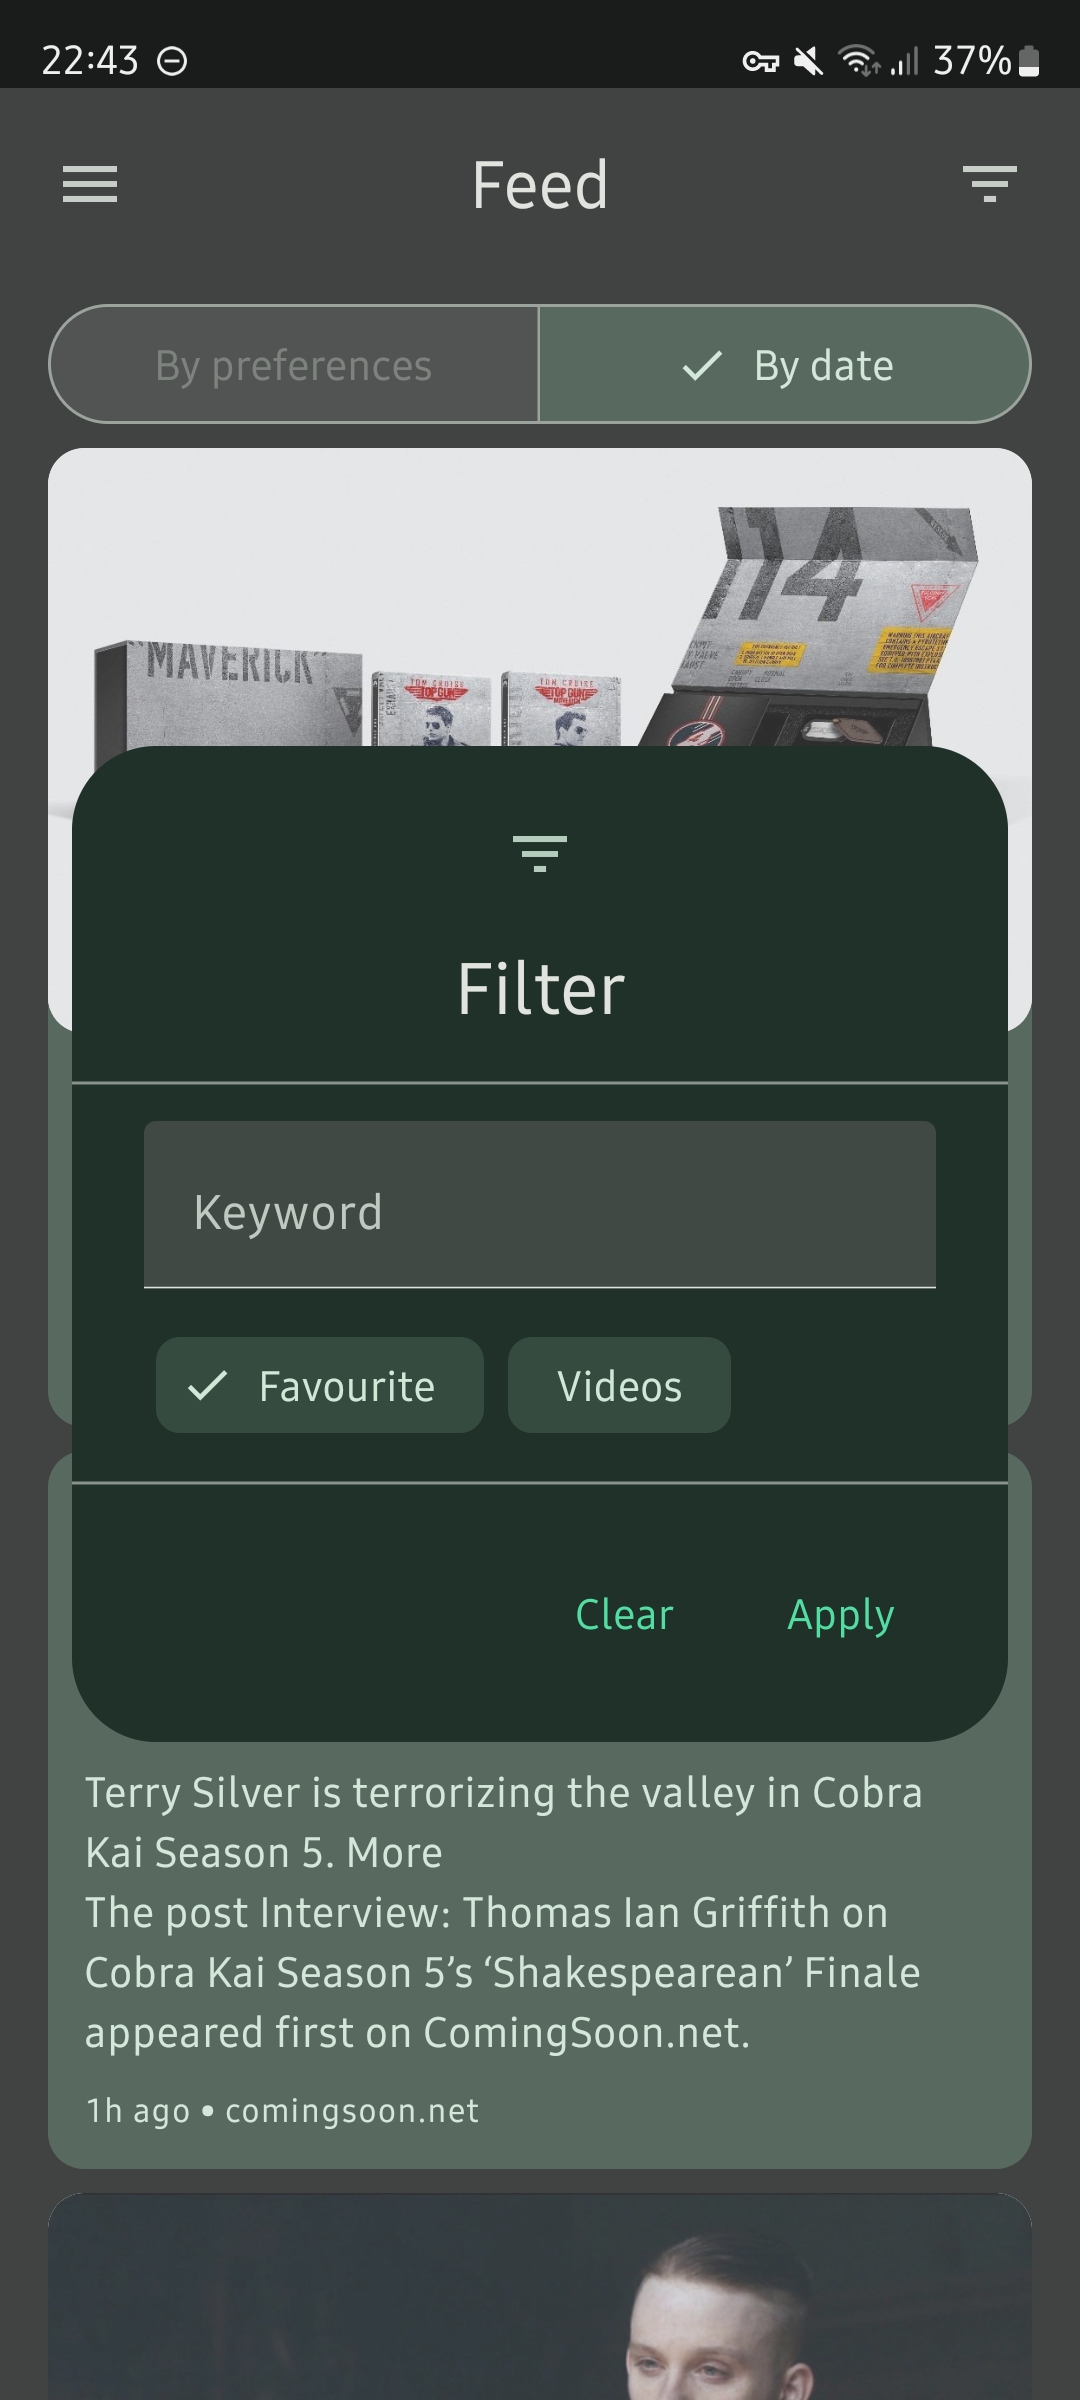 22:43
37%
Feed
By preferences
By date
114
"MAVERICK"
TOM CRUISE
TOP GUN
TOM CRUISE
TOP GUN
Filter
Keyword
Favourite
Videos
Clear
Apply
Terry Silver is terrorizing the valley in Cobra
Kai Season 5. More
The post Interview: Thomas Ian Griffith on
Cobra Kai Season 5’s ‘Shakespearean’ Finale
appeared first on ComingSoon.net.
1h ago • comingsoon.net